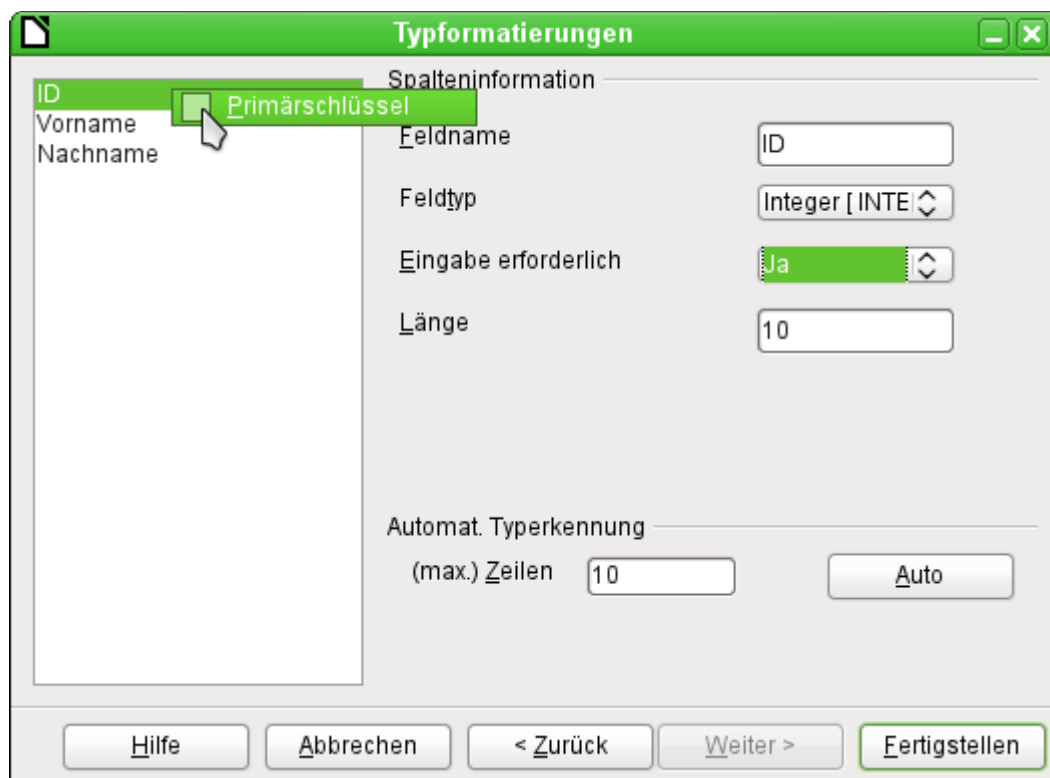 Typformatierungen
ID
Vorname
Nachname
Primärschlüssel
Spalteninformation
Feldname
ID
Feldtyp
Integer [ INTE
Eingabe erforderlich
Ja
Länge
10
Automat. Typerkennung
(max.) Zeilen
10
Auto
Hilfe
Abbrechen
< Zurück
Weiter >
Fertigstellen